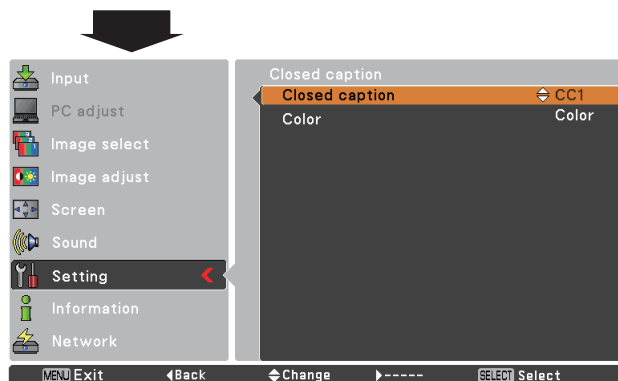 Input
PC adjust
Image select
Image adjust
Screen
Sound
Setting
Information
Network
Closed caption
Closed caption CC1
Color Color
MENU Exit Back Change ----- SELECT Select